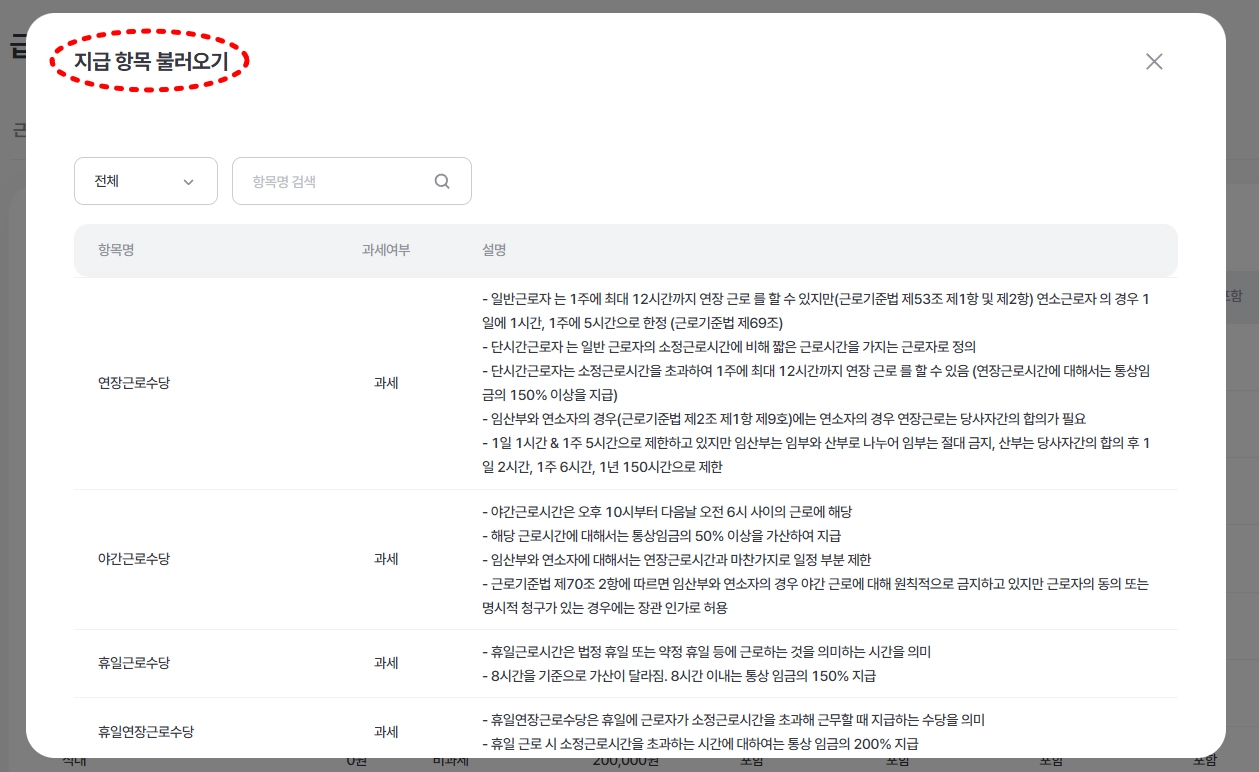 지급 항목 불러오기
전체
항목명 검색
항목명 과세여부 설명
- 일반근로자 는 1주에 최대 12시간까지 연장 근로 를 할 수 있지만(근로기준법 제53조 제1항 및 제2항) 연소근로자 의 경우 1
일에 1시간, 1주에 5시간으로 한정 (근로기준법 제69조)
- 단시간근로자 는 일반 근로자의 소정근로시간에 비해 짧은 근로시간을 가지는 근로자로 정의
연장근로수당 과세
- 단시간근로자는 소정근로시간을 초과하여 1주에 최대 12시간까지 연장 근로 를 할 수 있음 (연장근로시간에 대해서는 통상임
금의 150% 이상을 지급)
- 임산부와 연소자의 경우(근로기준법 제2조 제1항 제9호)에는 연소자의 경우 연장근로는 당사자간의 합의가 필요
- 1일 1시간 & 1주 5시간으로 제한하고 있지만 임산부는 임부와 산부로 나누어 임부는 절대 금지, 산부는 당사자간의 합의 후 1
일 2시간, 1주 6시간, 1년 150시간으로 제한
- 야간근로시간은 오후 10시부터 다음날 오전 6시 사이의 근로에 해당
- 해당 근로시간에 대해서는 통상임금의 50% 이상을 가산하여 지급
야간근로수당 과세 - 임산부와 연소자에 대해서는 연장근로시간과 마찬가지로 일정 부분 제한
- 근로기준법 제70조 2항에 따르면 임산부와 연소자의 경우 야간 근로에 대해 원칙적으로 금지하고 있지만 근로자의 동의 또는
명시적 청구가 있는 경우에는 장관 인가로 허용
휴일근로수당 과세
- 휴일근로시간은 법정 휴일 또는 약정 휴일 등에 근로하는 것을 의미하는 시간을 의미
- 8시간을 기준으로 가산이 달라짐. 8시간 이내는 통상 임금의 150% 지급
휴일연장근로수당 과세
- 휴일연장근로수당은 휴일에 근로자가 소정근로시간을 초과해 근무할 때 지급하는 수당을 의미
- 휴일 근로 시 소정근로시간을 초과하는 시간에 대하여는 통상 임금의 200% 지급
식대 0원 비과세 200,000원 포함 포함 포함 포함